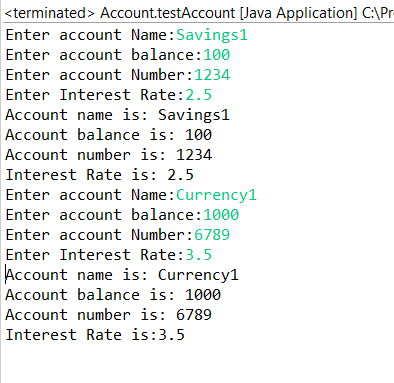 <terminated> Account.testAccount [Java Application] C:\Pr
Enter account Name:Savings1
Enter account balance:100
Enter account Number:1234
Enter Interest Rate:2.5
Account name is: Savings1
Account balance is: 100
Account number is: 1234
Interest Rate is: 2.5
Enter account Name:Currency1
Enter account balance:1000
Enter account Number:6789
Enter Interest Rate:3.5
Account name is: Currency1
Account balance is: 1000
Account number is: 6789
Interest Rate is:3.5